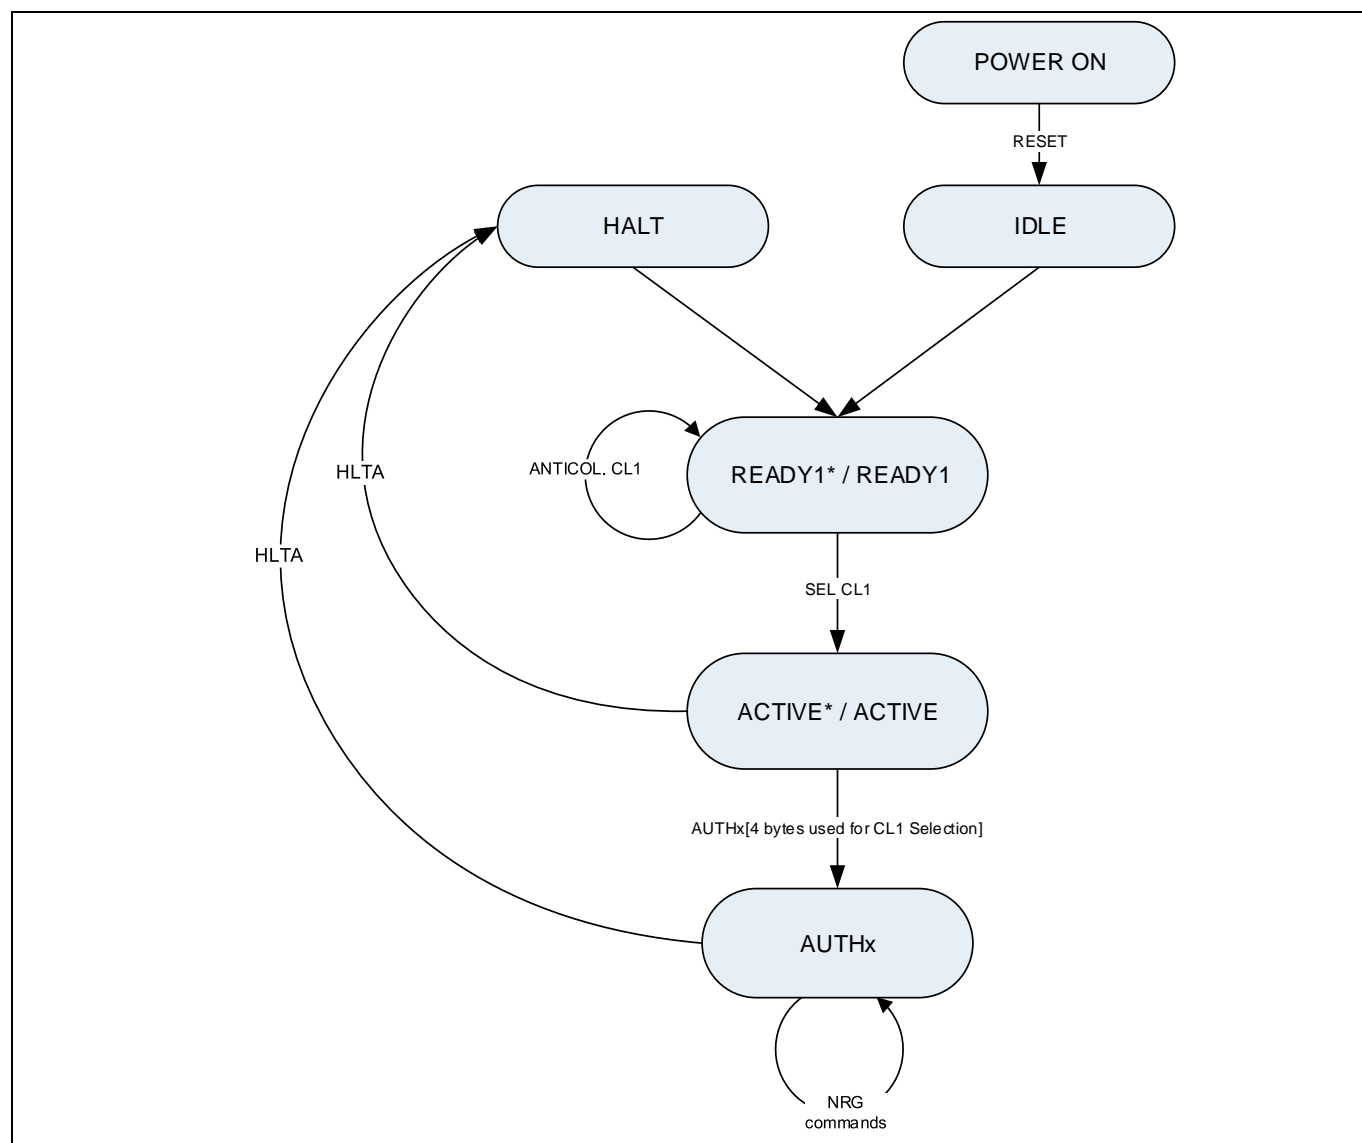 POWER ON
RESET
HALT
IDLE
ANTICOL. CL1
READY1* / READY1
HLTA
HLTA
SEL CL1
ACTIVE* / ACTIVE
AUTHx[4 bytes used for CL1 Selection]
AUTHx
NRG
commands